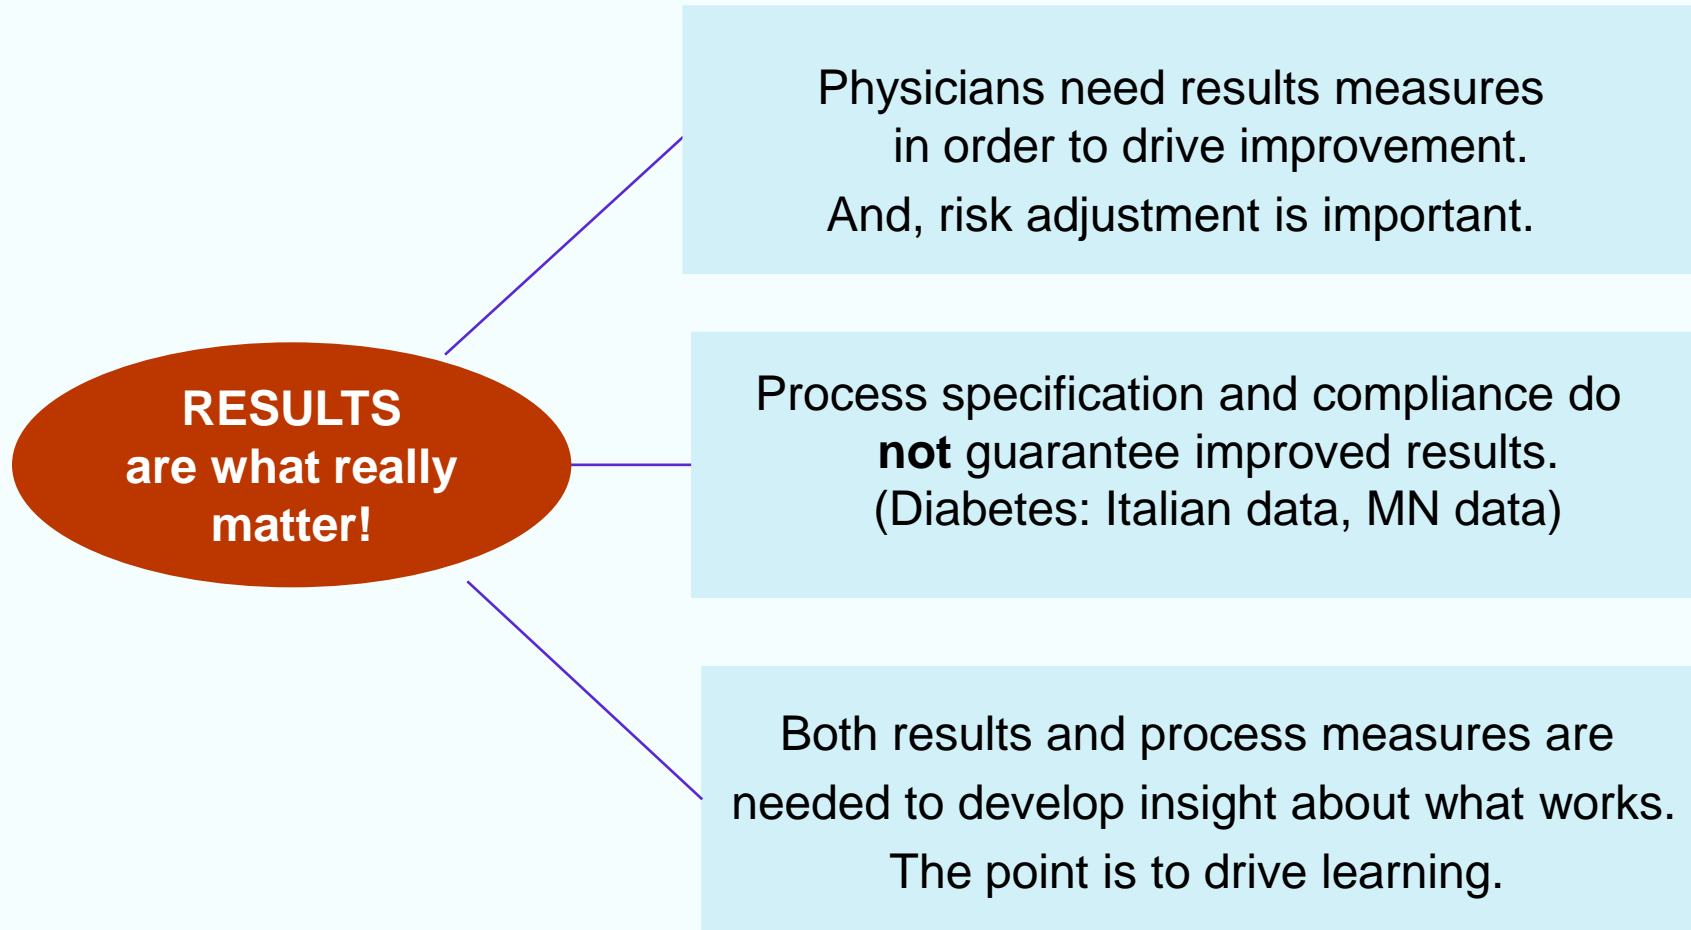 RESULTS
are what really
matter!
Physicians need results measures
in order to drive improvement.
And, risk adjustment is important.
Process specification and compliance do
not guarantee improved results.
(Diabetes: Italian data, MN data)
Both results and process measures are
needed to develop insight about what works.
The point is to drive learning.